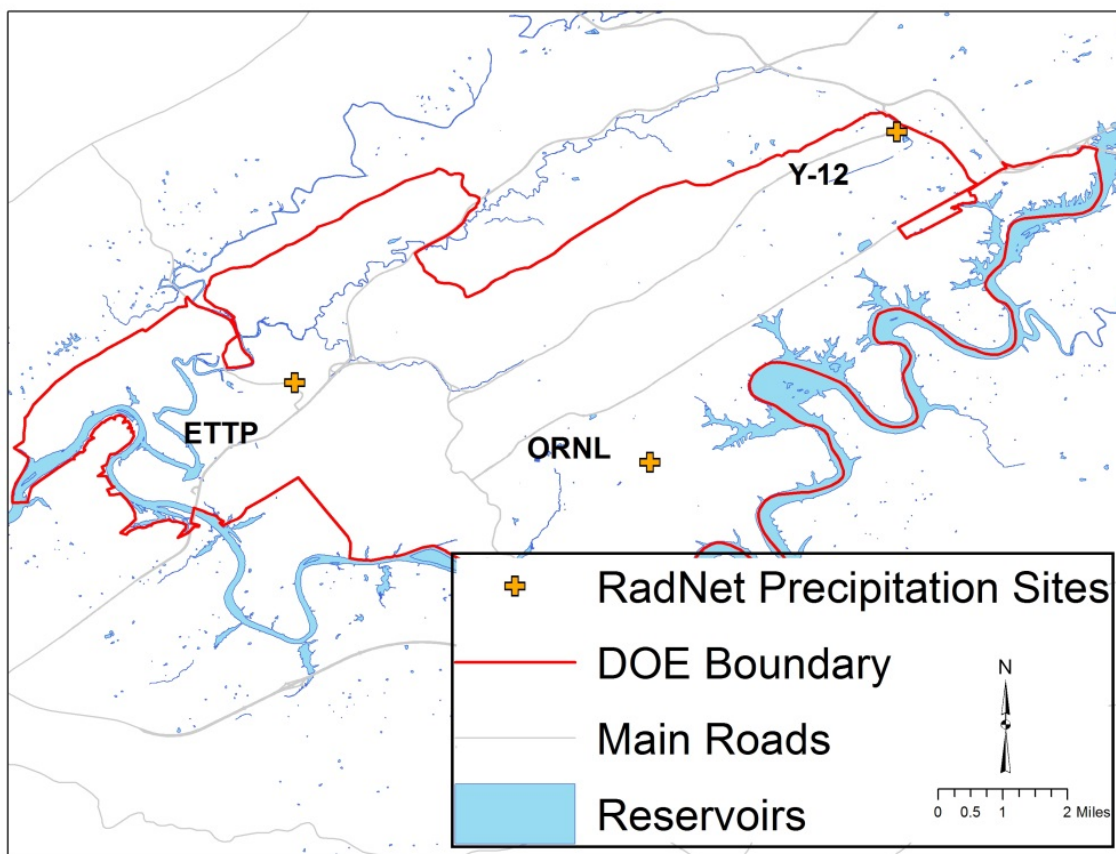 Y-12
ETTP
ORNL
RadNet Precipitation Sites
DOE Boundary
Main Roads
Reservoirs
N
0 0.5 1 2 Miles